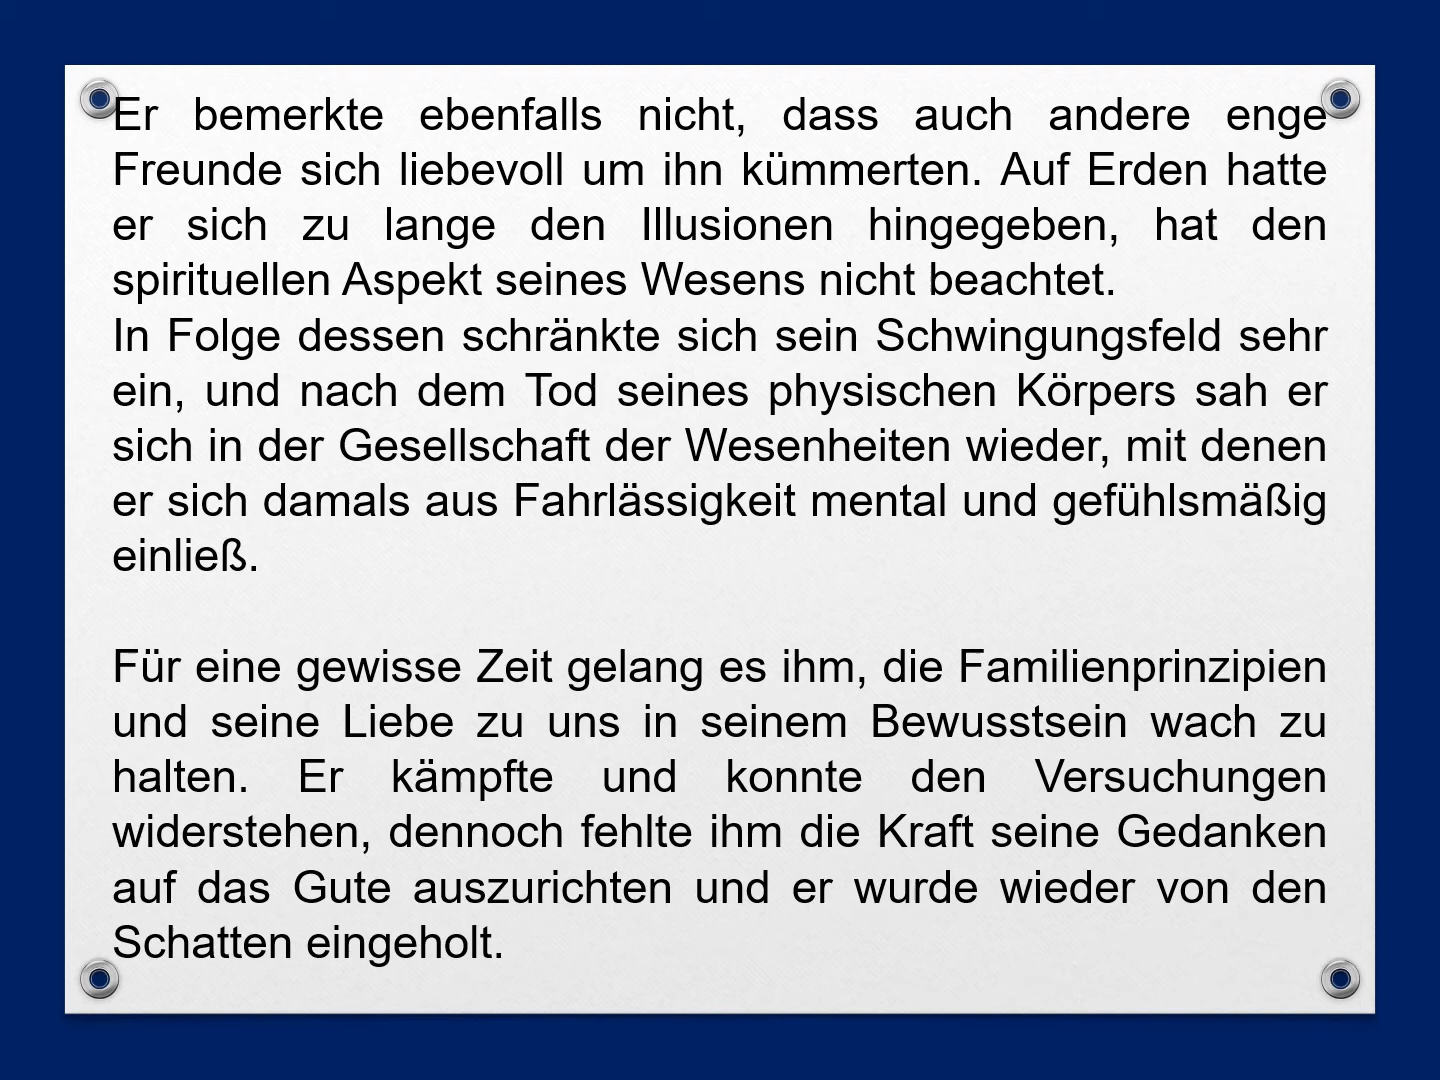 Er bemerkte ebenfalls nicht, dass auch andere enge
Freunde sich liebevoll um ihn kümmerten. Auf Erden hatte
er sich zu lange den Illusionen hingegeben, hat den
spirituellen Aspekt seines Wesens nicht beachtet.
In Folge dessen schränkte sich sein Schwingungsfeld sehr
ein, und nach dem Tod seines physischen Körpers sah er
sich in der Gesellschaft der Wesenheiten wieder, mit denen
er sich damals aus Fahrlässigkeit mental und gefühlsmäßig
einließ.
Für eine gewisse Zeit gelang es ihm, die Familienprinzipien
und seine Liebe zu uns in seinem Bewusstsein wach zu
halten. Er kämpfte und konnte den Versuchungen
widerstehen, dennoch fehlte ihm die Kraft seine Gedanken
auf das Gute auszurichten und er wurde wieder von den
Schatten eingeholt.